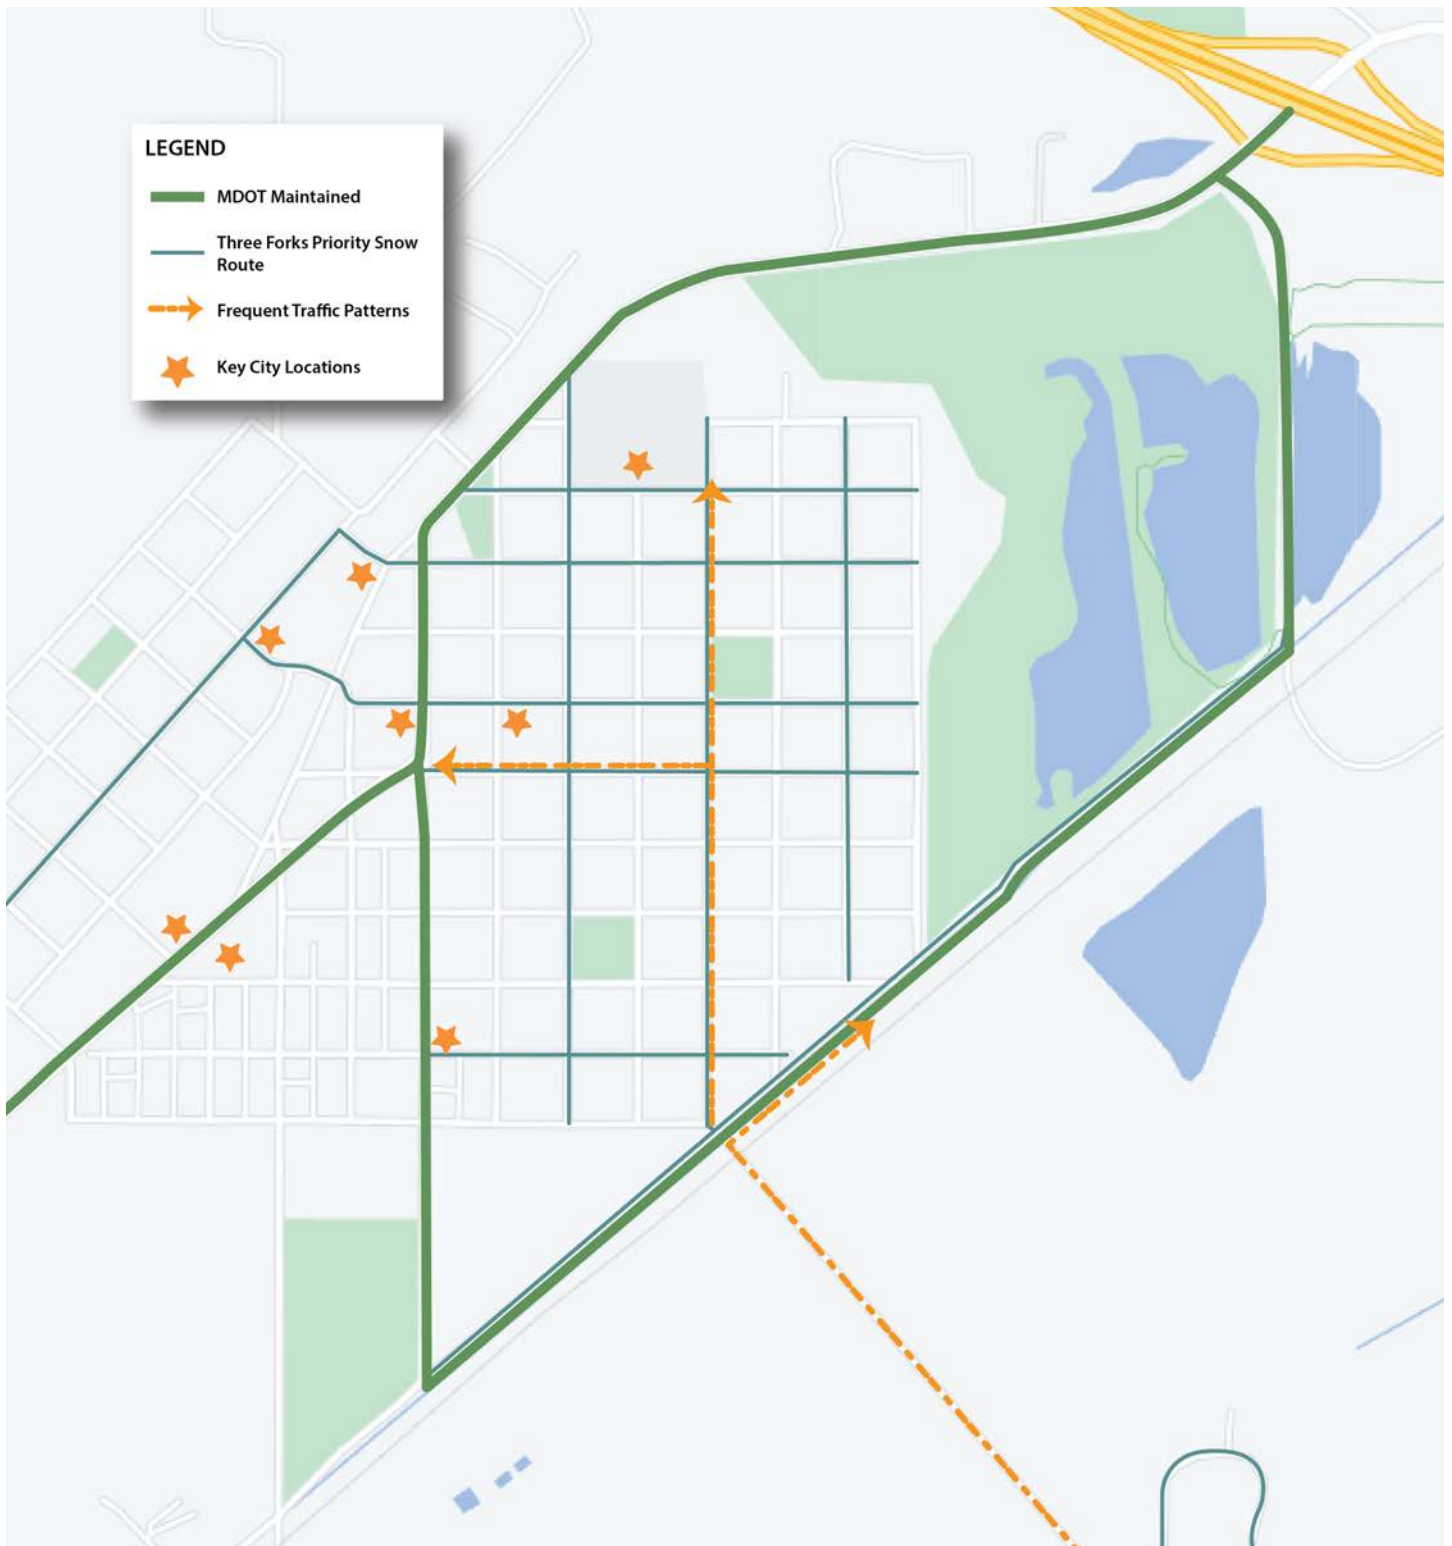 LEGEND
MDOT Maintained
Three Forks Priority Snow
Route
Frequent Traffic Patterns
Key City Locations